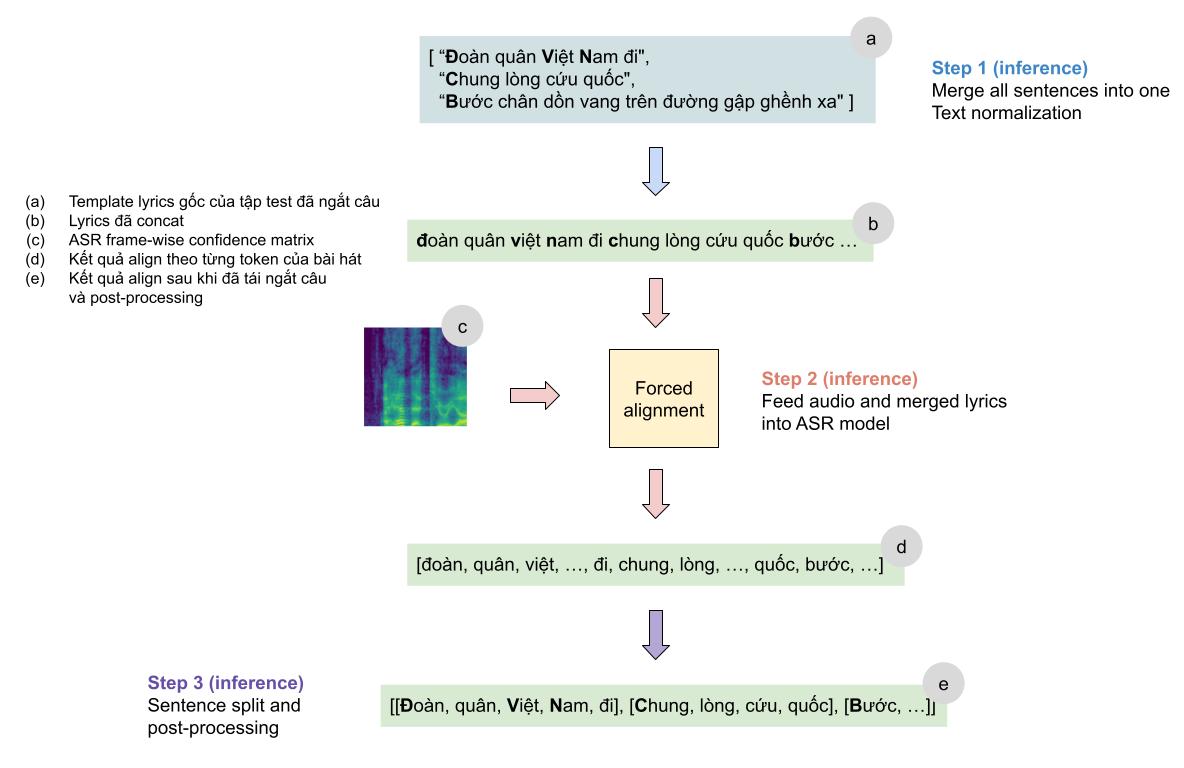 a
[ “Đoàn quân Việt Nam đi",
“Chung lòng cứu quốc",
“Bước chân dồn vang trên đường gập ghềnh xa" ]
Step 1 (inference)
Merge all sentences into one
Text normalization
(a) Template lyrics gốc của tập test đã ngắt câu
(b) Lyrics đã concat
(c) ASR frame-wise confidence matrix
(d) Kết quả align theo từng token của bài hát
(e) Kết quả align sau khi đã tái ngắt câu
và post-processing
b
đoàn quân việt nam đi chung lòng cứu quốc bước …
c
Forced
alignment
Step 2 (inference)
Feed audio and merged lyrics
into ASR model
d
[đoàn, quân, việt, …, đi, chung, lòng, …, quốc, bước, …]
Step 3 (inference)
Sentence split and
post-processing
e
[[Đoàn, quân, Việt, Nam, đi], [Chung, lòng, cứu, quốc], [Bước, …]]